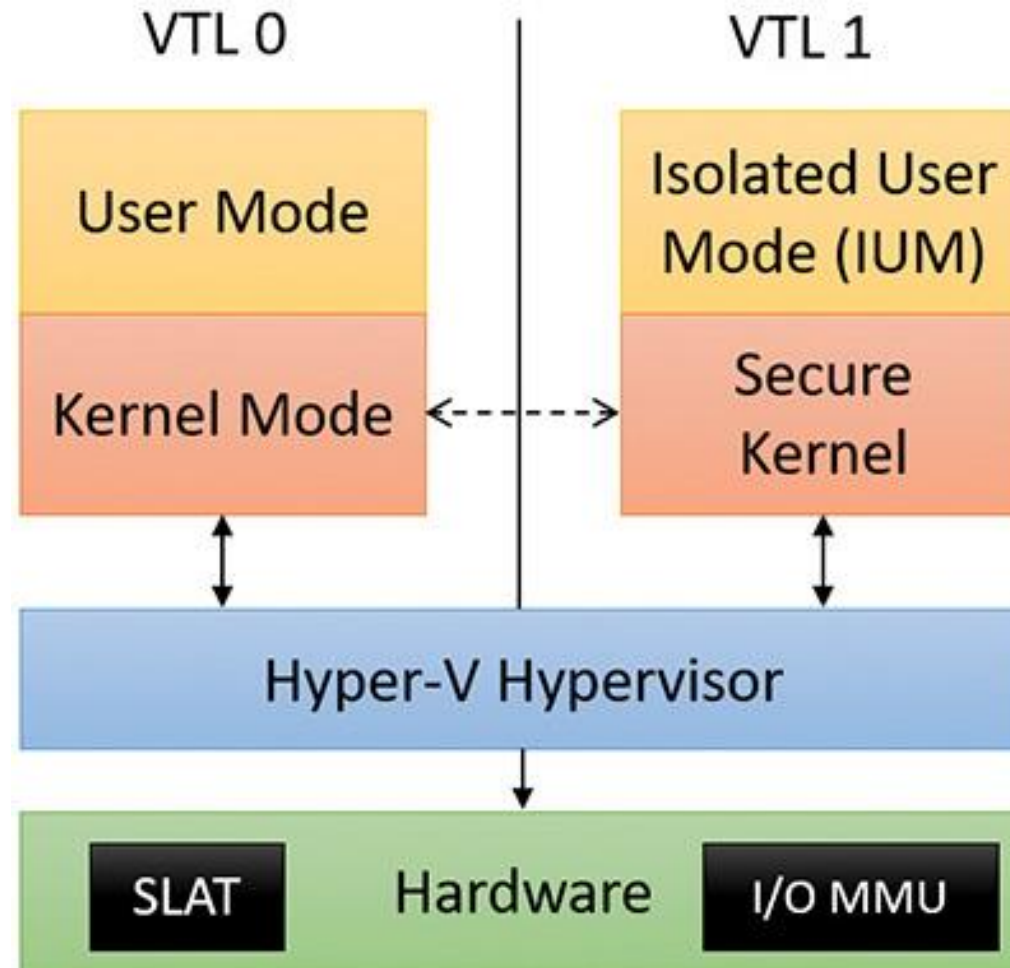 VTL 0
VTL 1
User Mode
Isolated User
Mode (IUM)
Kernel Mode
Secure
Kernel
Hyper-V Hypervisor
SLAT
Hardware
I/O MMU